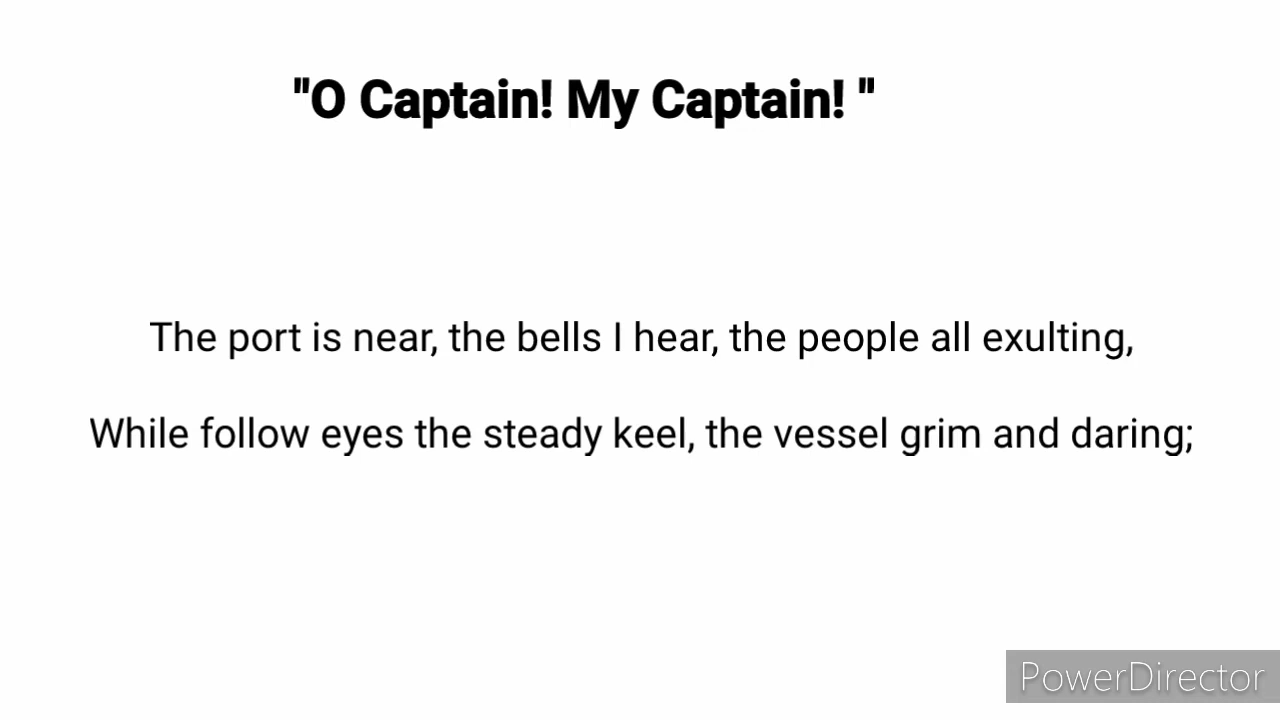 "O Captain! My Captain! "
The port is near, the bells I hear, the people all exulting,
While follow eyes the steady keel, the vessel grim and daring;
PowerDirector